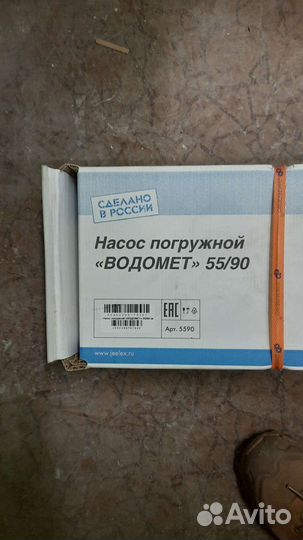 СДЕЛАНО
В РОССИИ
Насос погружной
«ВОДОМЕТ» 55/90
EAC
Арт. 5590
www.jeelex.ru
Avito